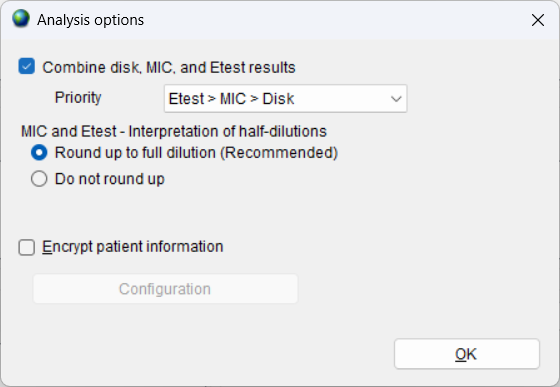 Analysis options
Combine disk, MIC, and Etest results
Priority
Etest > MIC > Disk
MIC and Etest - Interpretation of half-dilutions
Round up to full dilution (Recommended)
Do not round up
Encrypt patient information
Configuration
OK